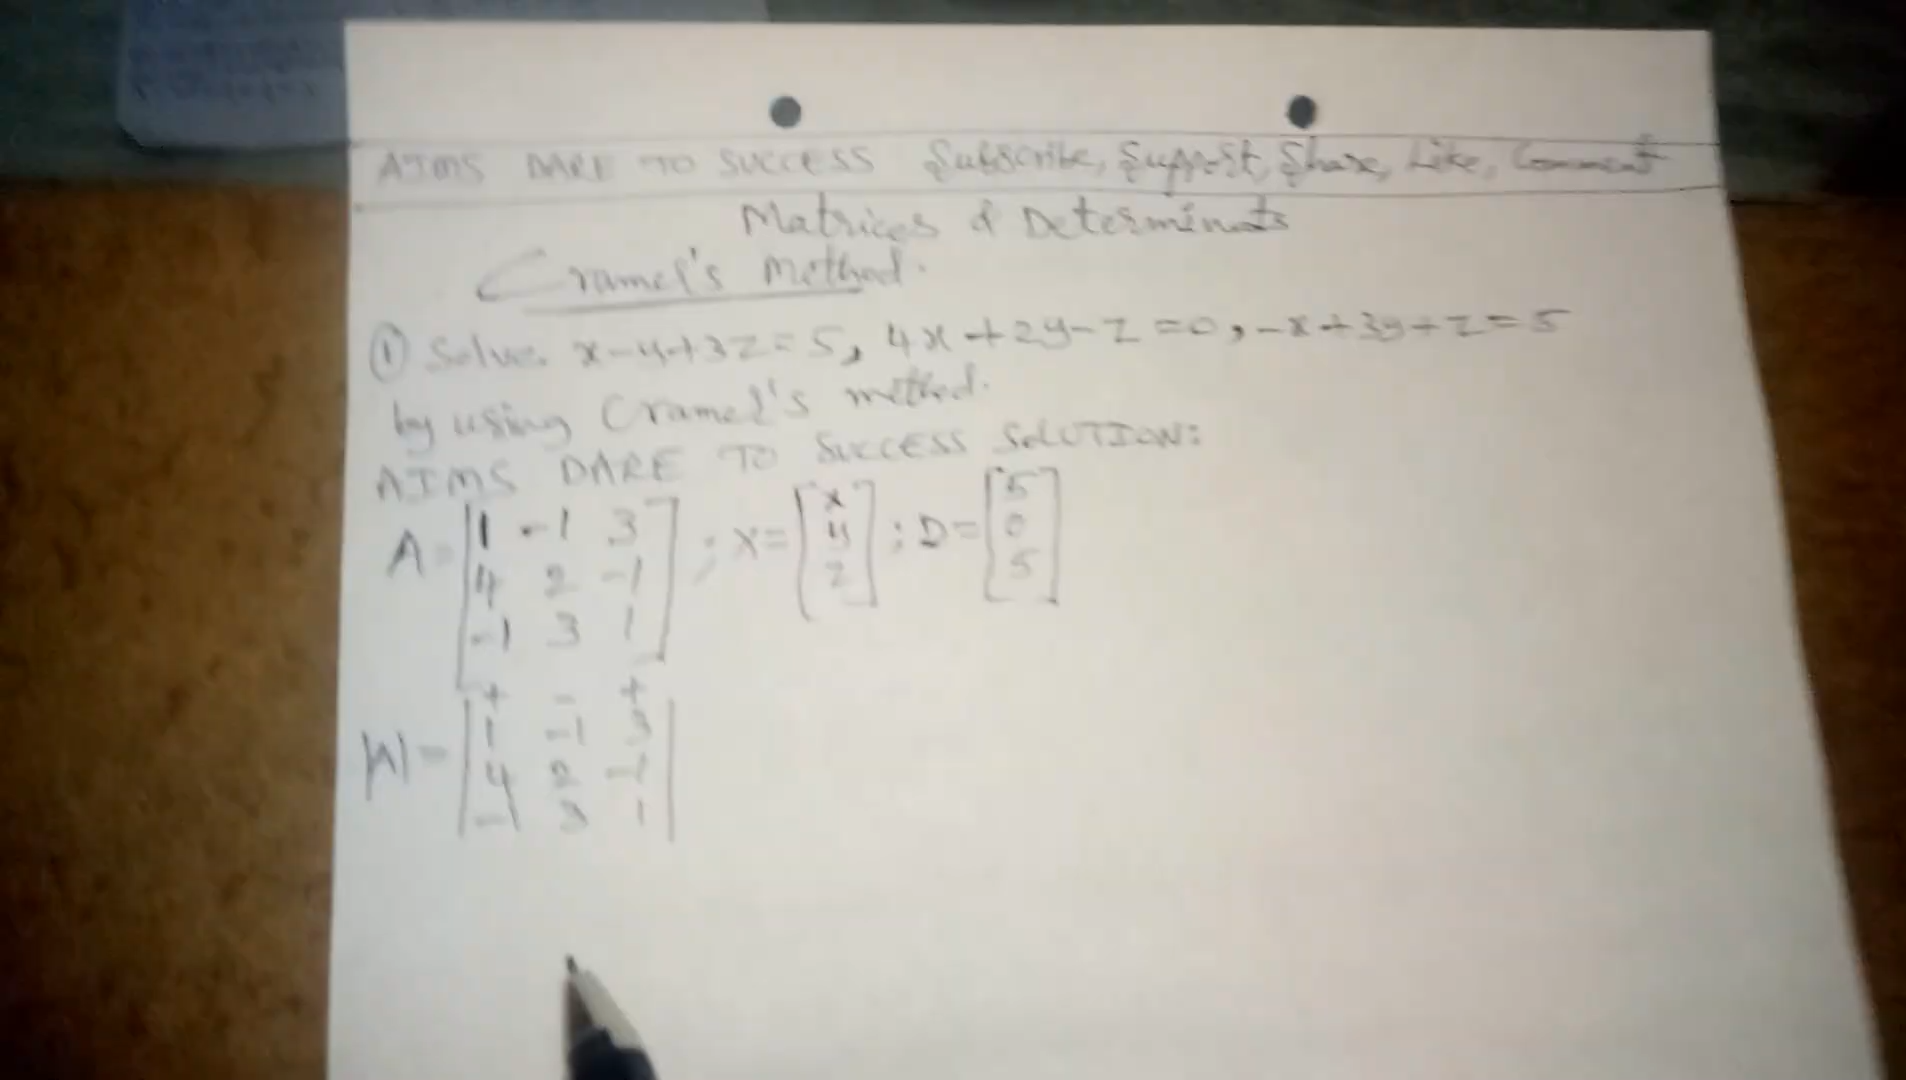 AIMS DARE TO SUCCESS Subscribe, Support, Share, Like, Comment
Matrices & Determinants
Cramel's Method.
① Solve x-y+3z=5, 4x+2y-z=0, -x+3y+z=5
by using Cramel's method.
AIMS DARE TO SUCCESS SOLUTION:
A = [1 -1 3; X = [x; D = [5
4 2 -1 y 0
-1 3 1] z] 5]
+ - +
|A| = | 1 -1 3 |
4 2 -1
-1 3 1